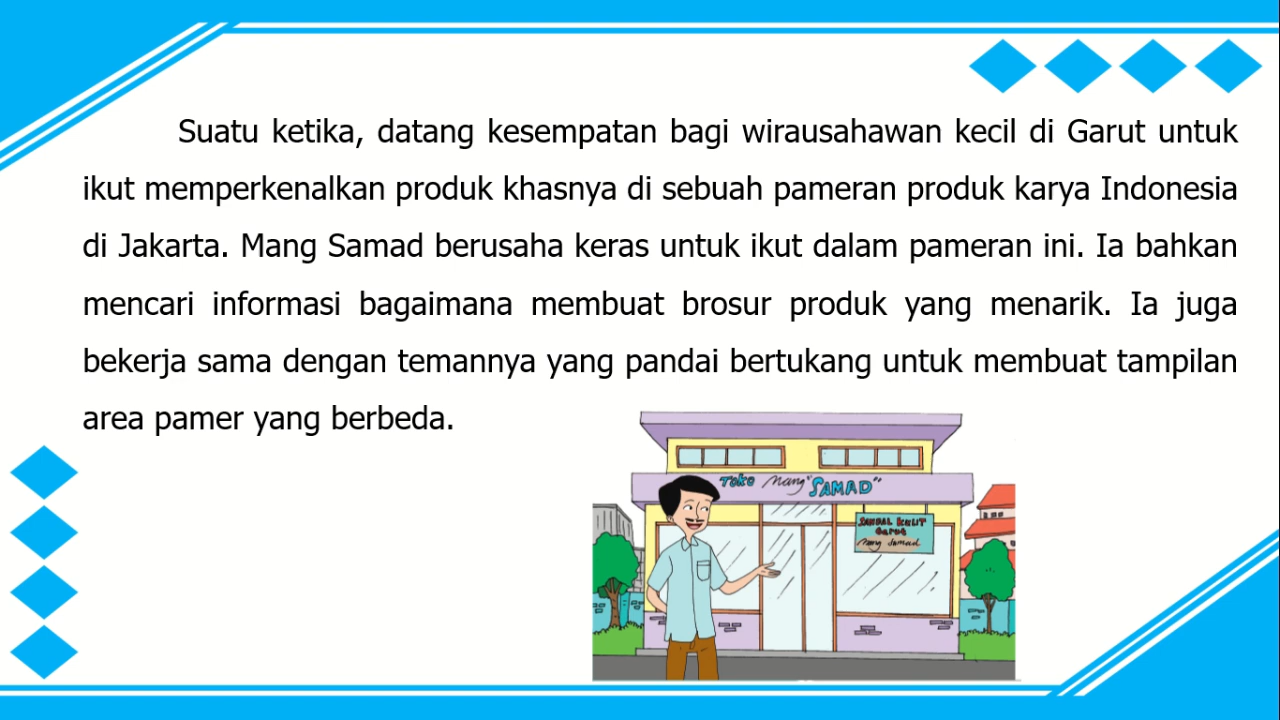 Suatu ketika, datang kesempatan bagi wirausahawan kecil di Garut untuk
ikut memperkenalkan produk khasnya di sebuah pameran produk karya Indonesia
di Jakarta. Mang Samad berusaha keras untuk ikut dalam pameran ini. Ia bahkan
mencari informasi bagaimana membuat brosur produk yang menarik. Ia juga
bekerja sama dengan temannya yang pandai bertukang untuk membuat tampilan
area pamer yang berbeda.
Toko Mang "SAMAD"
SANDAL KULIT
Garut
Mang Samad